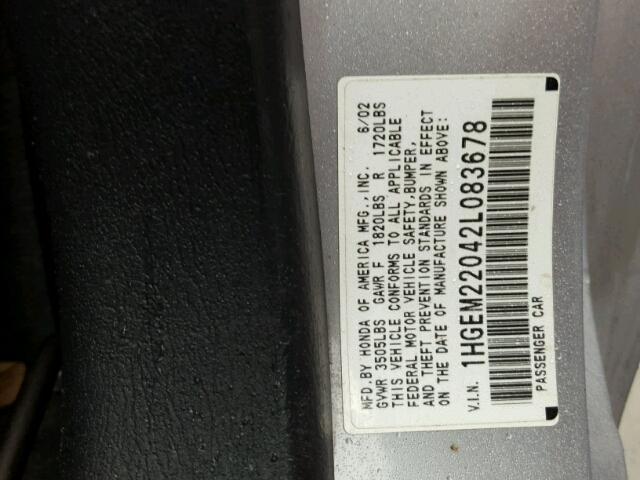 MFD.BY HONDA OF AMERICA MFG.,INC. 6/02
GVWR 3505LBS GAWR F 1820LBS R 1720LBS
THIS VEHICLE CONFORMS TO ALL APPLICABLE
FEDERAL MOTOR VEHICLE SAFETY,BUMPER,
AND THEFT PREVENTION STANDARDS IN EFFECT
ON THE DATE OF MANUFACTURE SHOWN ABOVE:
V.I.N. 1HGEM22042L083678
PASSENGER CAR